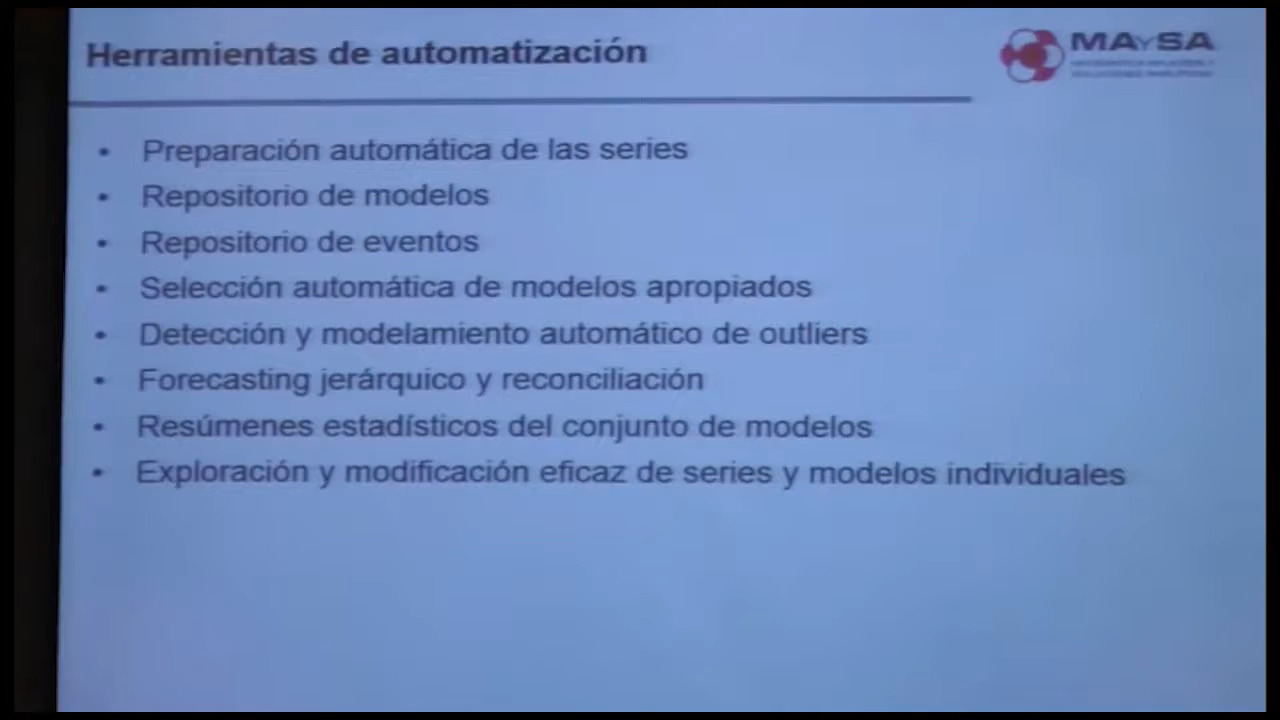 Herramientas de automatización
MAySA
• Preparación automática de las series
• Repositorio de modelos
• Repositorio de eventos
• Selección automática de modelos apropiados
• Detección y modelamiento automático de outliers
• Forecasting jerárquico y reconciliación
• Resúmenes estadísticos del conjunto de modelos
• Exploración y modificación eficaz de series y modelos individuales